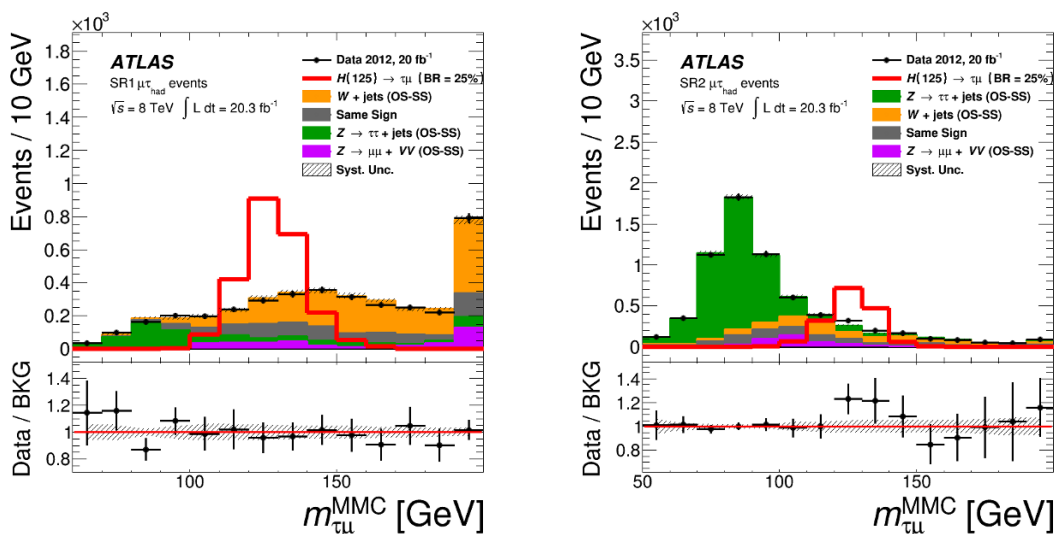 ×10³
ATLAS
SR1 μτhad events
√s = 8 TeV ∫ L dt = 20.3 fb⁻¹
Data 2012, 20 fb⁻¹
H(125) → τμ (BR = 25%)
W + jets (OS-SS)
Same Sign
Z → ττ + jets (OS-SS)
Z → μμ + VV (OS-SS)
Syst. Unc.
Events / 10 GeV
1.8
1.6
1.4
1.2
1
0.8
0.6
0.4
0.2
0
Data / BKG
1.4
1.2
1
0.8
100
150
m^MMC_τμ [GeV]
×10³
ATLAS
SR2 μτhad events
√s = 8 TeV ∫ L dt = 20.3 fb⁻¹
Data 2012, 20 fb⁻¹
H(125) → τμ (BR = 25%)
Z → ττ + jets (OS-SS)
W + jets (OS-SS)
Same Sign
Z → μμ + VV (OS-SS)
Syst. Unc.
Events / 10 GeV
3.5
3
2.5
2
1.5
1
0.5
0
Data / BKG
1.4
1.2
1
0.8
50
100
150
m^MMC_τμ [GeV]